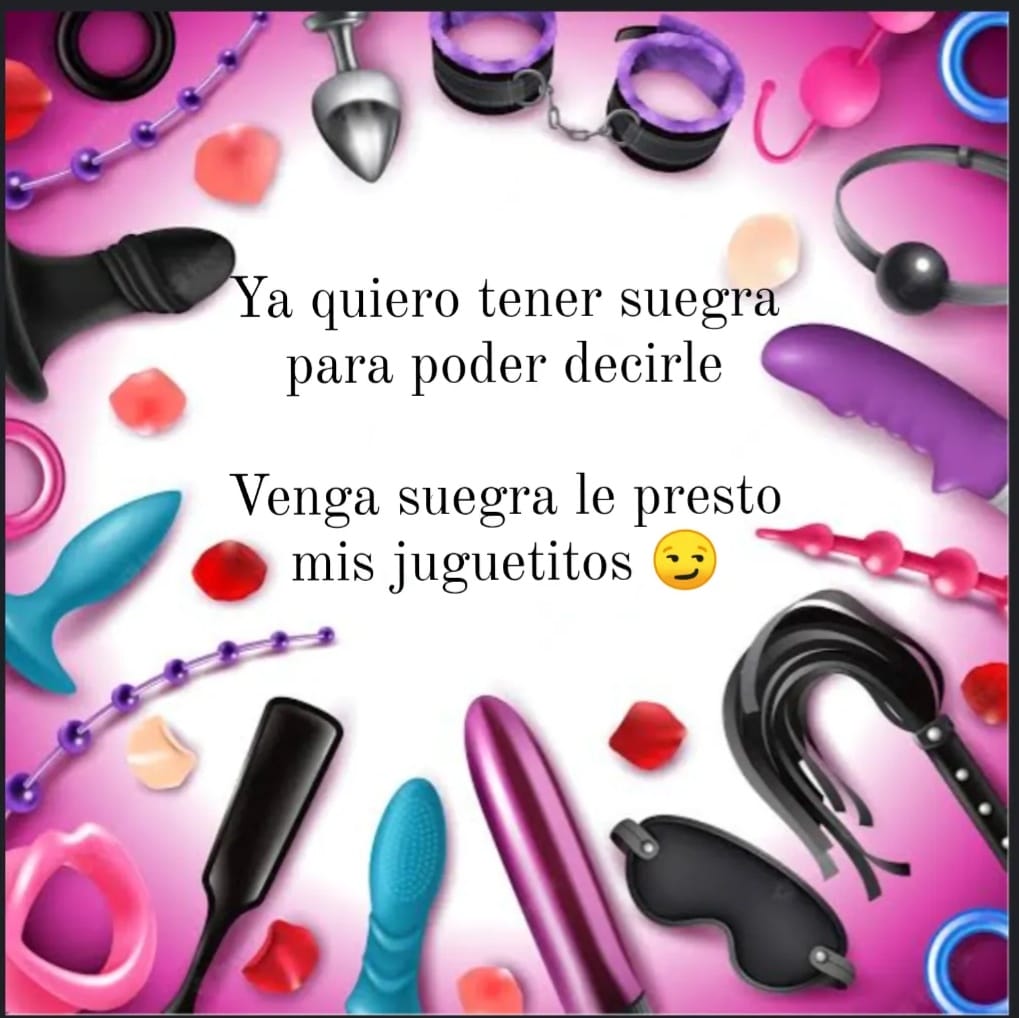 Ya quiero tener suegra
para poder decirle
Venga suegra le presto
mis juguetitos 😏